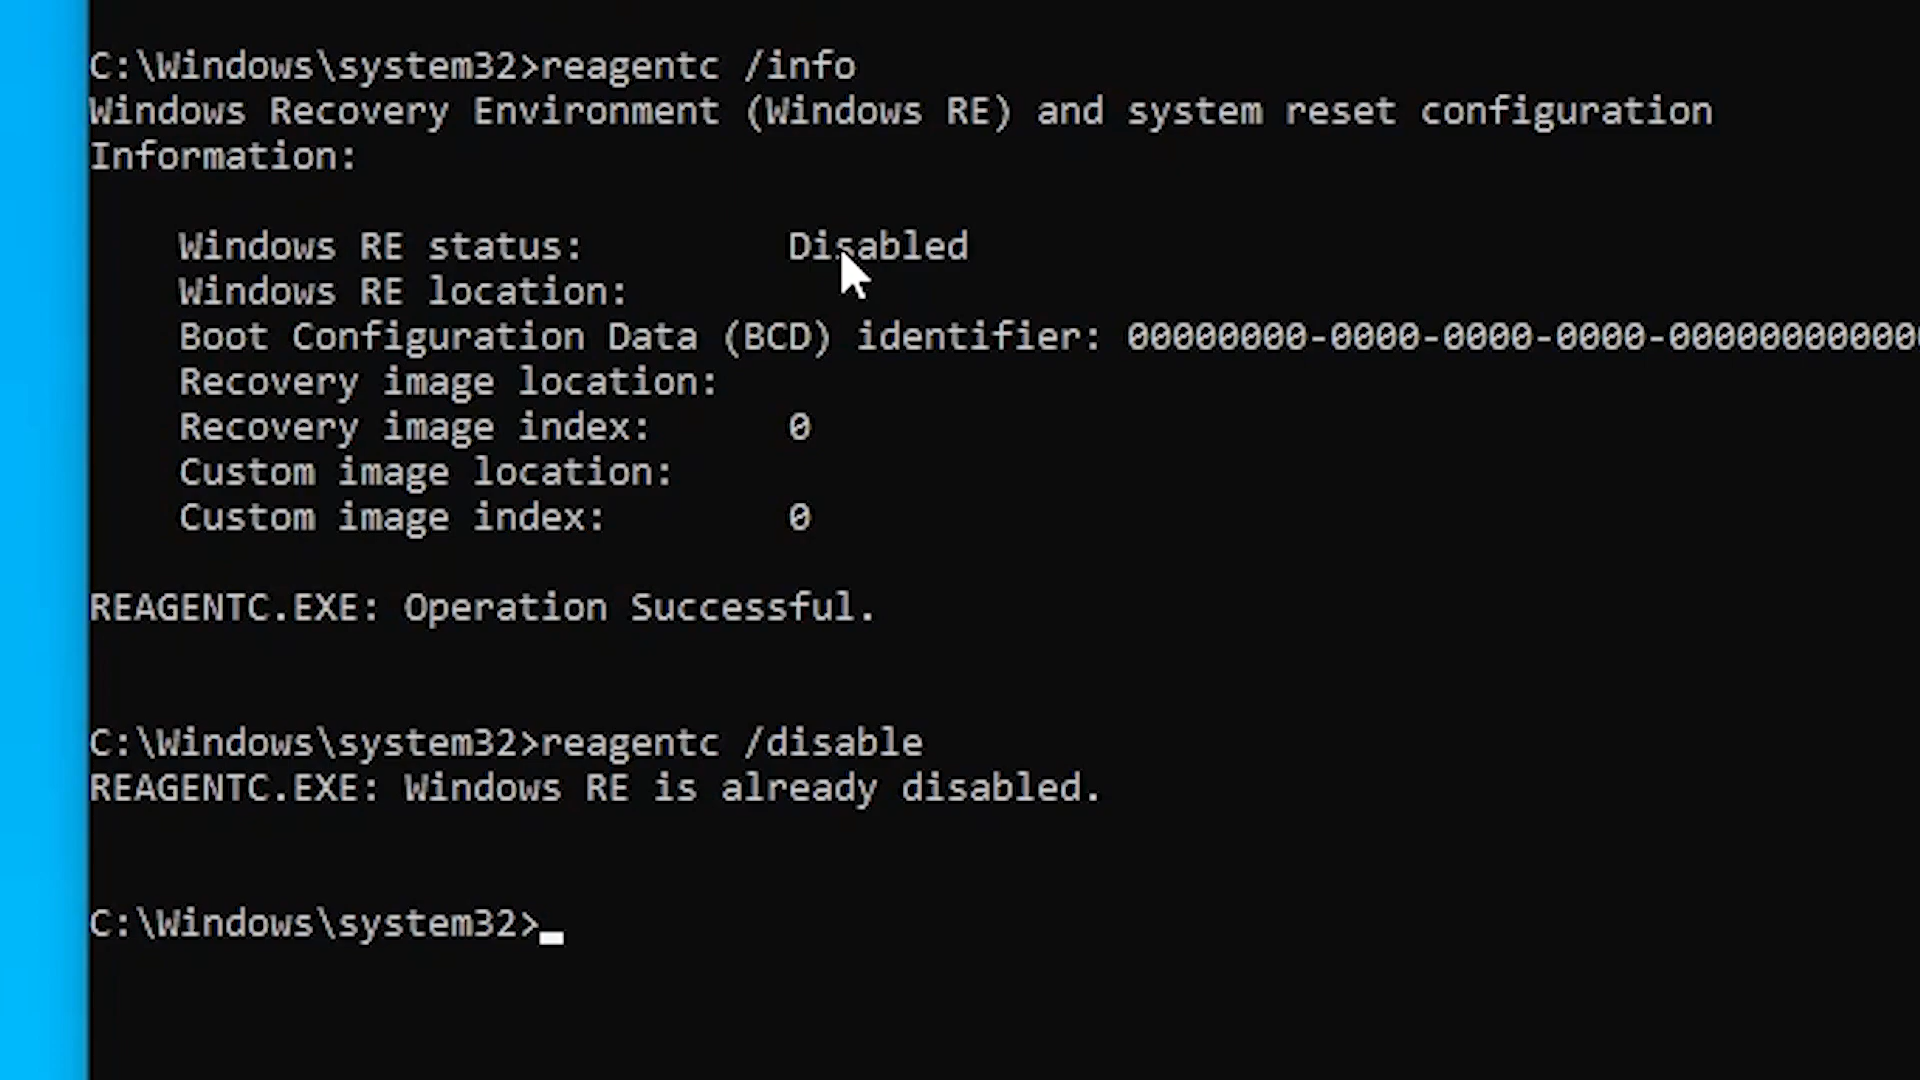 C:\Windows\system32>reagentc /info
Windows Recovery Environment (Windows RE) and system reset configuration
Information:
Windows RE status: Disabled
Windows RE location:
Boot Configuration Data (BCD) identifier: 00000000-0000-0000-0000-000000000000
Recovery image location:
Recovery image index: 0
Custom image location:
Custom image index: 0
REAGENTC.EXE: Operation Successful.
C:\Windows\system32>reagentc /disable
REAGENTC.EXE: Windows RE is already disabled.
C:\Windows\system32>